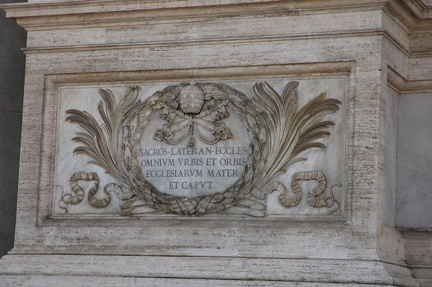 SACROS·LATERAN·ECCLES
OMNIVM VRBIS ET ORBIS
ECCLESIARVM MATER
ET CAPVT